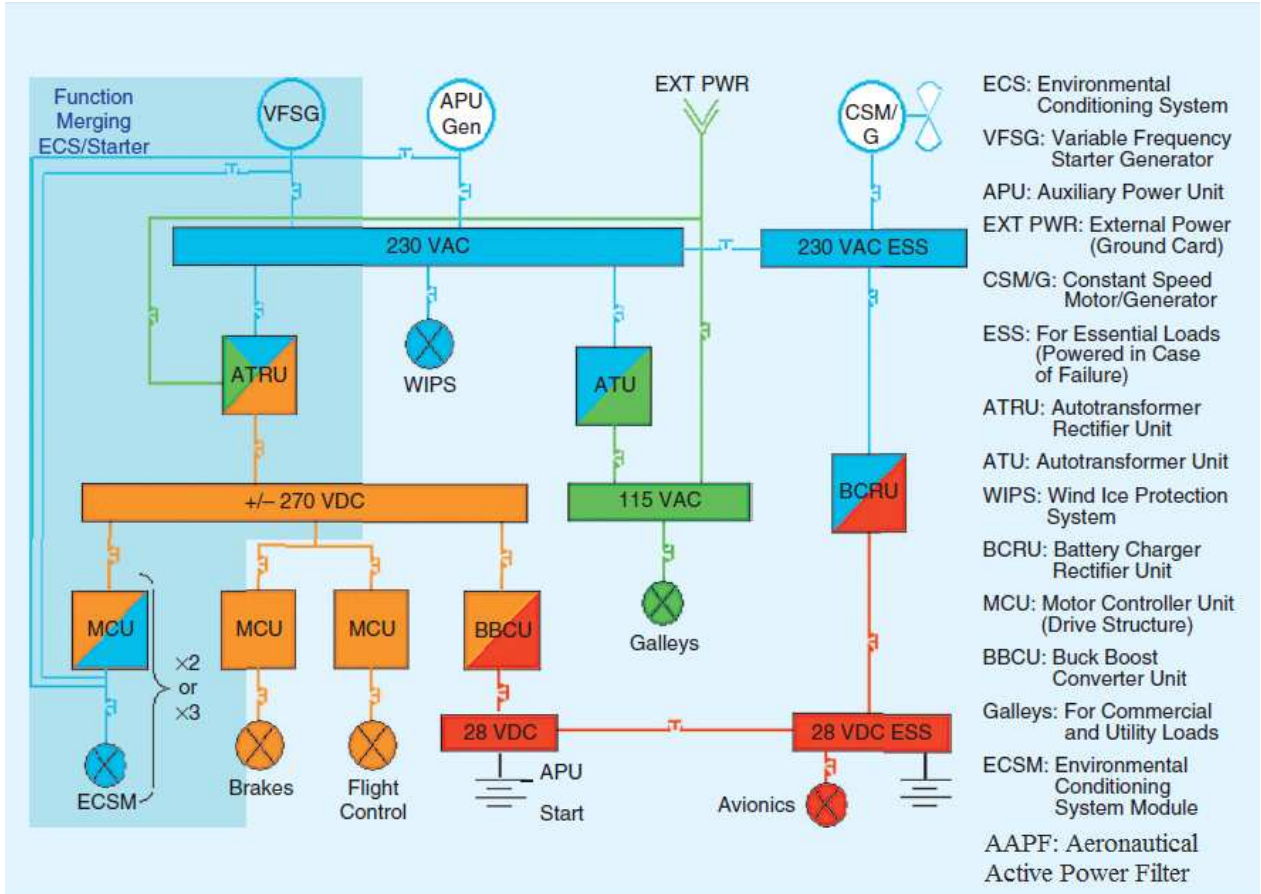 Function
Merging
ECS/Starter
VFSG
APU
Gen
EXT PWR
CSM/
G
230 VAC
230 VAC ESS
ATRU
WIPS
ATU
BCRU
+/– 270 VDC
115 VAC
MCU
×2
or
×3
MCU
MCU
BBCU
Galleys
ECSM
Brakes
Flight
Control
28 VDC
APU
Start
28 VDC ESS
Avionics
ECS: Environmental
Conditioning System
VFSG: Variable Frequency
Starter Generator
APU: Auxiliary Power Unit
EXT PWR: External Power
(Ground Card)
CSM/G: Constant Speed
Motor/Generator
ESS: For Essential Loads
(Powered in Case
of Failure)
ATRU: Autotransformer
Rectifier Unit
ATU: Autotransformer Unit
WIPS: Wind Ice Protection
System
BCRU: Battery Charger
Rectifier Unit
MCU: Motor Controller Unit
(Drive Structure)
BBCU: Buck Boost
Converter Unit
Galleys: For Commercial
and Utility Loads
ECSM: Environmental
Conditioning
System Module
AAPF: Aeronautical
Active Power Filter